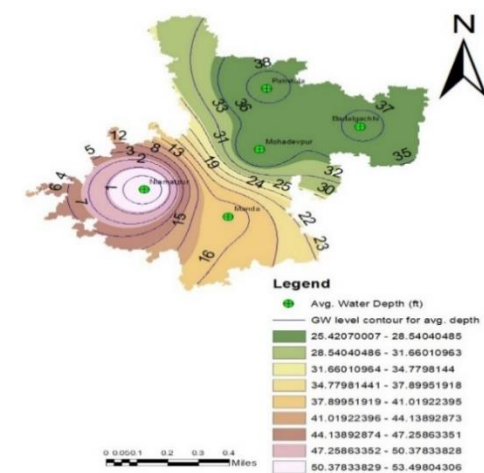 N
38
Patnitala
33
36
37
Badalgachhi
12
5
3
8
13
31
Mohadevpur
35
2
19
4
32
6
24
25
30
1
Niamatpur
7
15
Manda
22
16
23
Legend
Avg. Water Depth (ft)
GW level contour for avg. depth
25.42070007 - 28.54040485
28.54040486 - 31.66010963
31.66010964 - 34.7798144
34.77981441 - 37.89951918
37.89951919 - 41.01922395
41.01922396 - 44.13892873
44.13892874 - 47.25863351
47.25863352 - 50.37833828
50.37833829 - 53.49804306
0 0.05 0.1 0.2 0.3 0.4
Miles